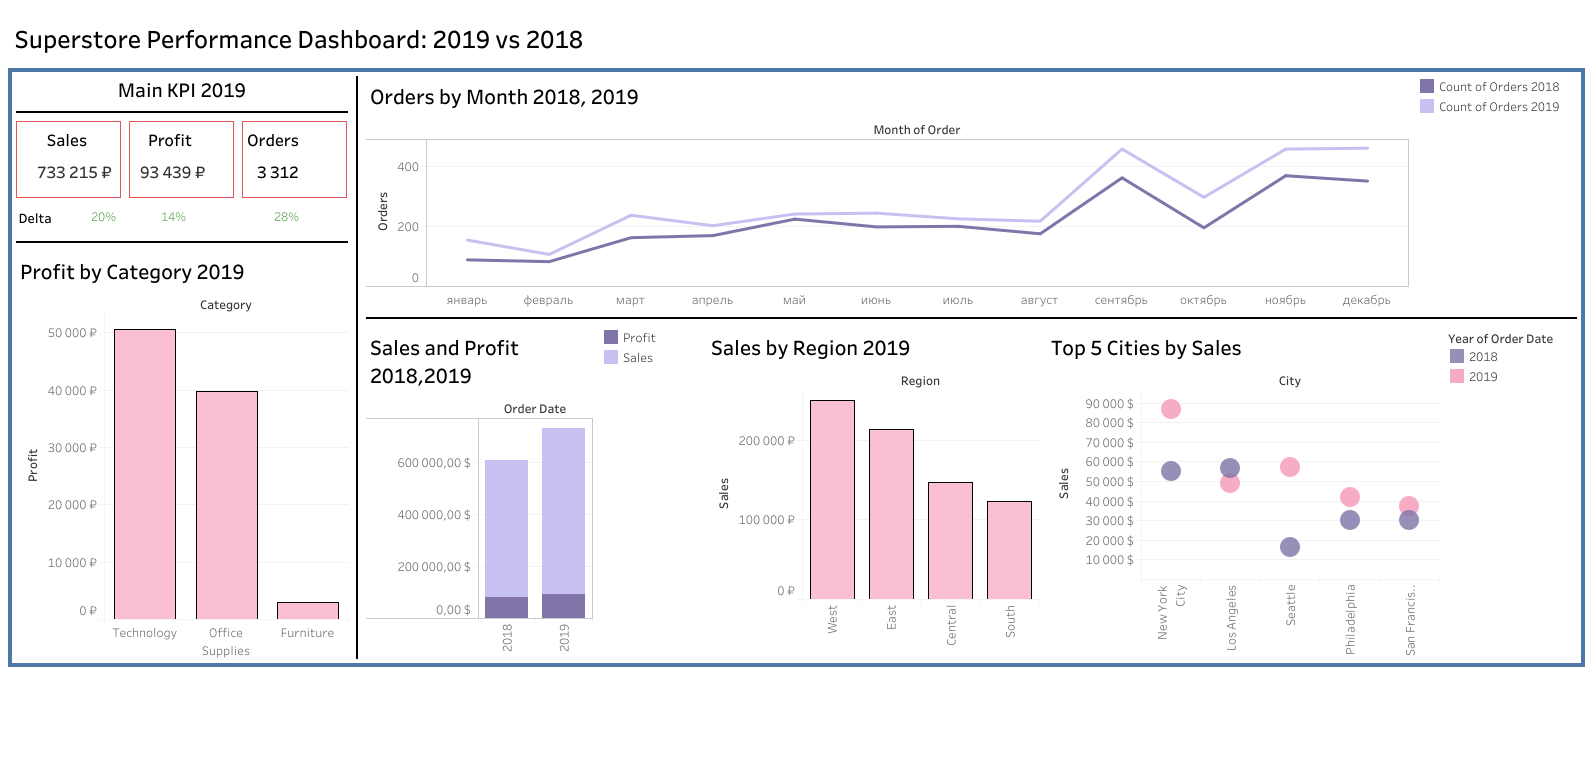 Superstore Performance Dashboard: 2019 vs 2018
Main KPI 2019
Sales
733 215 ₽
Profit
93 439 ₽
Orders
3 312
Delta
20%
14%
28%
Profit by Category 2019
Category
Profit
50 000 ₽
40 000 ₽
30 000 ₽
20 000 ₽
10 000 ₽
0 ₽
Technology
Office
Supplies
Furniture
Orders by Month 2018, 2019
Count of Orders 2018
Count of Orders 2019
Month of Order
Orders
400
200
0
январь
февраль
март
апрель
май
июнь
июль
август
сентябрь
октябрь
ноябрь
декабрь
Sales and Profit
2018,2019
Profit
Sales
Order Date
600 000,00 $
400 000,00 $
200 000,00 $
0,00 $
2018
2019
Sales by Region 2019
Region
Sales
200 000 ₽
100 000 ₽
0 ₽
West
East
Central
South
Top 5 Cities by Sales
Year of Order Date
2018
2019
City
Sales
90 000 $
80 000 $
70 000 $
60 000 $
50 000 $
40 000 $
30 000 $
20 000 $
10 000 $
New York
City
Los Angeles
Seattle
Philadelphia
San Francis..